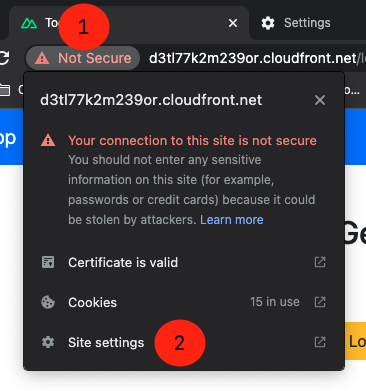 To
Settings
1
Not Secure
d3tl77k2m239or.cloudfront.net/
d3tl77k2m239or.cloudfront.net
Your connection to this site is not secure
You should not enter any sensitive
information on this site (for example,
passwords or credit cards) because it could
be stolen by attackers. Learn more
Certificate is valid
Cookies
15 in use
Site settings
2
Ge
Lo